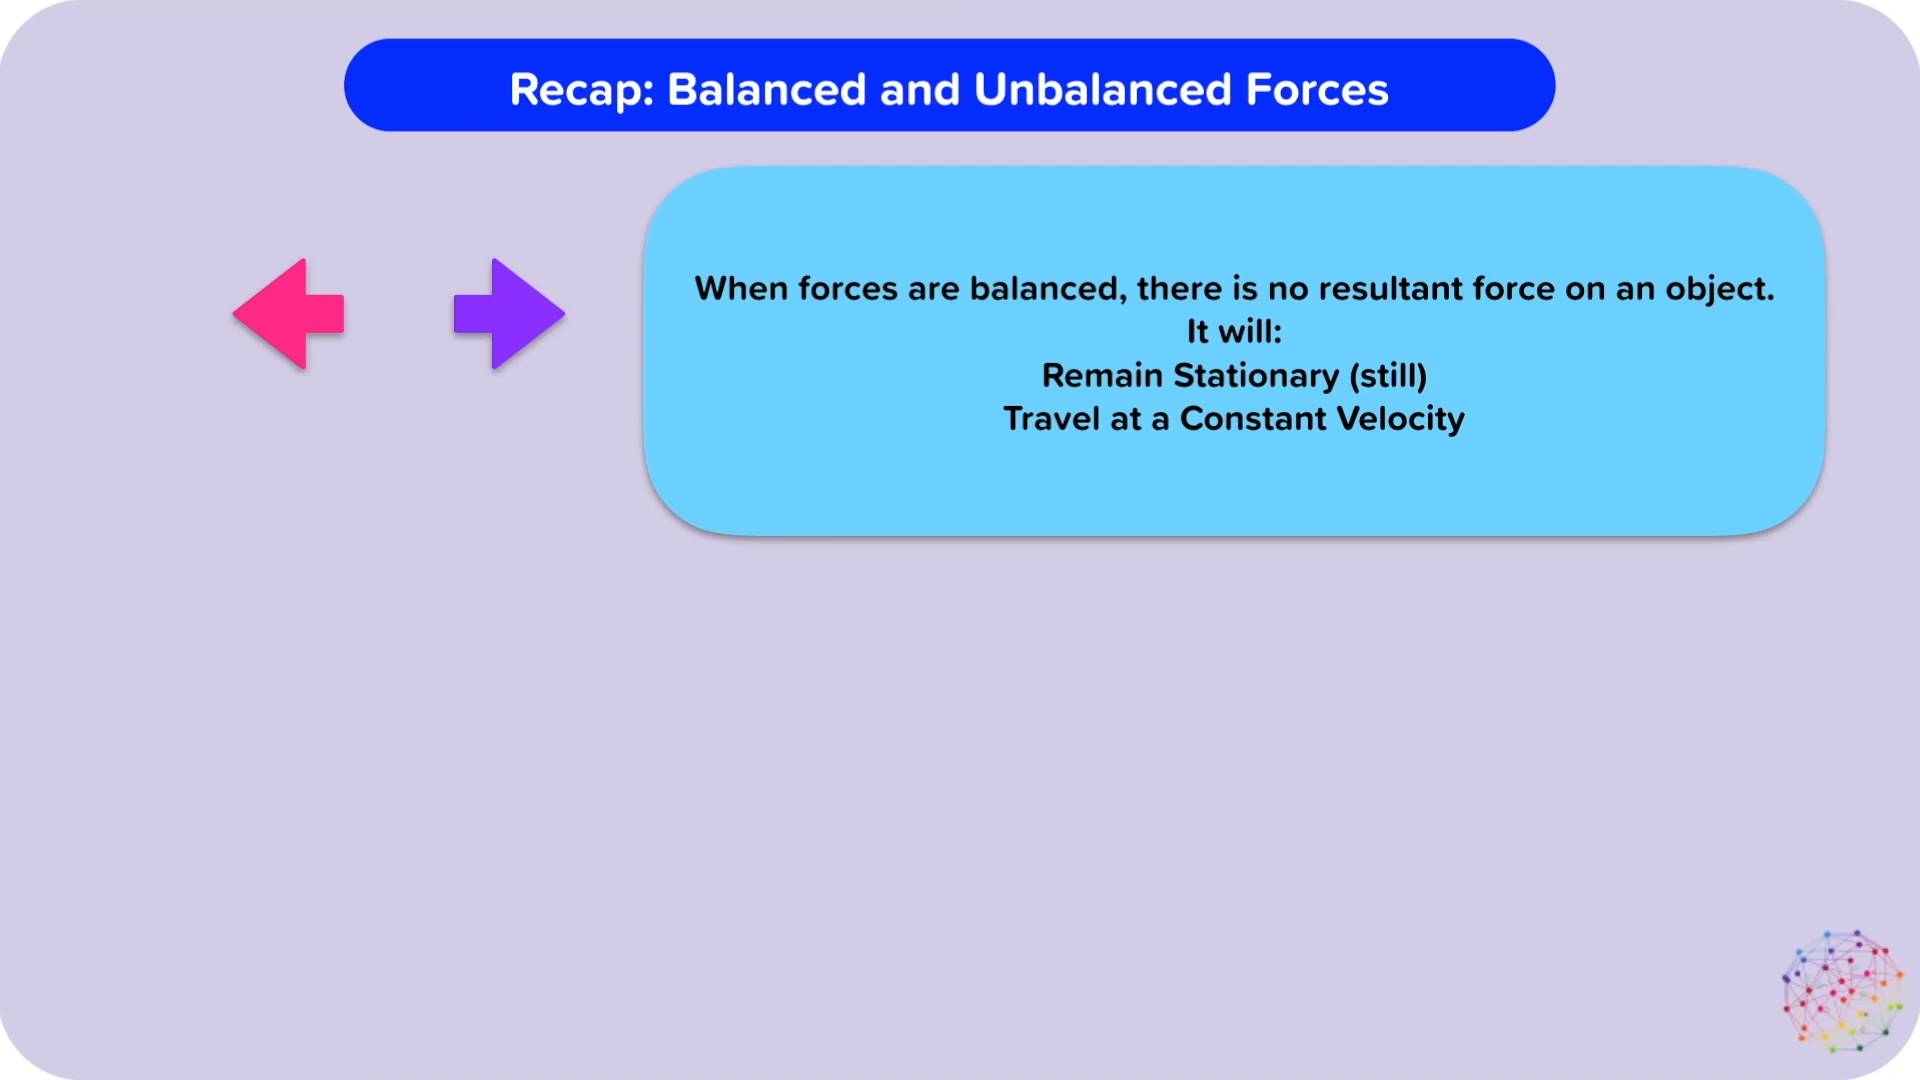 Recap: Balanced and Unbalanced Forces
When forces are balanced, there is no resultant force on an object.
It will:
Remain Stationary (still)
Travel at a Constant Velocity